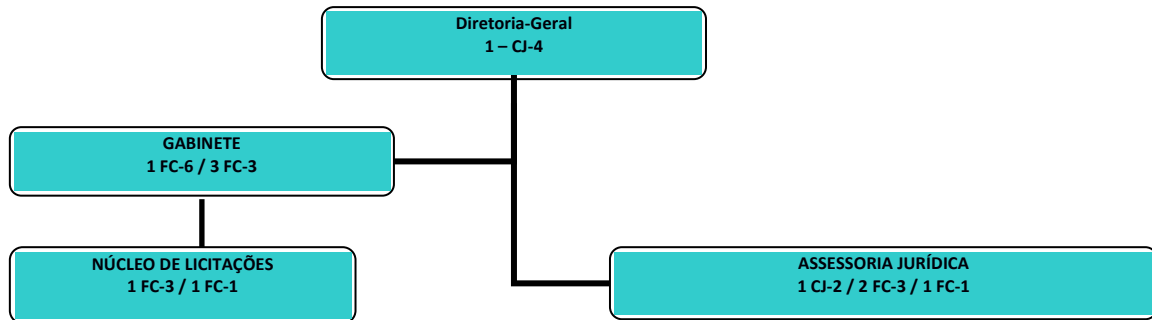 Diretoria-Geral
1 – CJ-4
GABINETE
1 FC-6 / 3 FC-3
NÚCLEO DE LICITAÇÕES
1 FC-3 / 1 FC-1
ASSESSORIA JURÍDICA
1 CJ-2 / 2 FC-3 / 1 FC-1